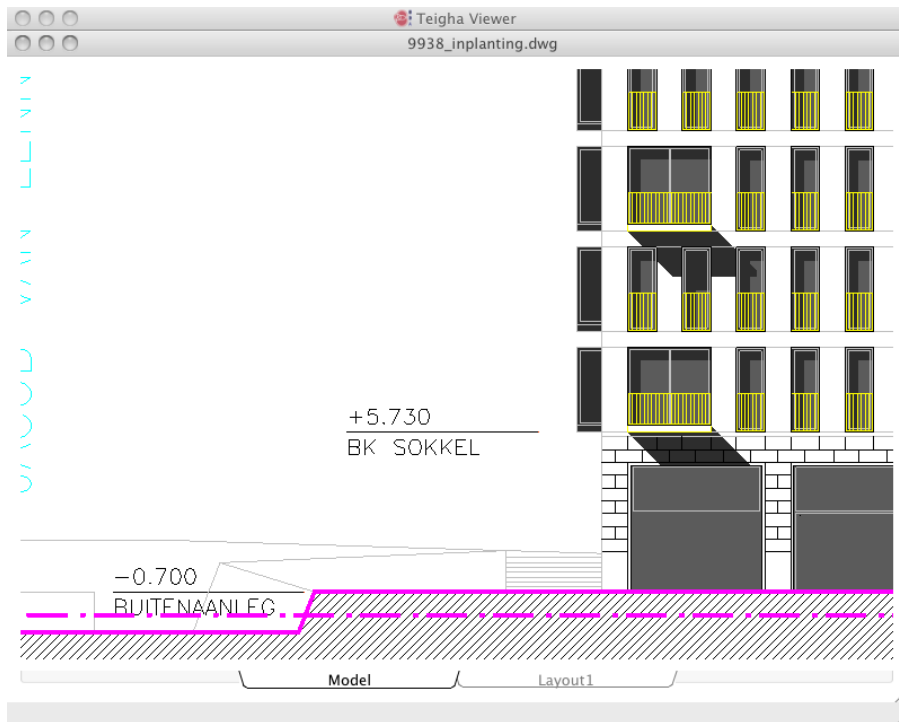 Teigha Viewer
9938_inplanting.dwg
+5.730
BK SOKKEL
-0.700
BUITENAANLEG
Model
Layout1